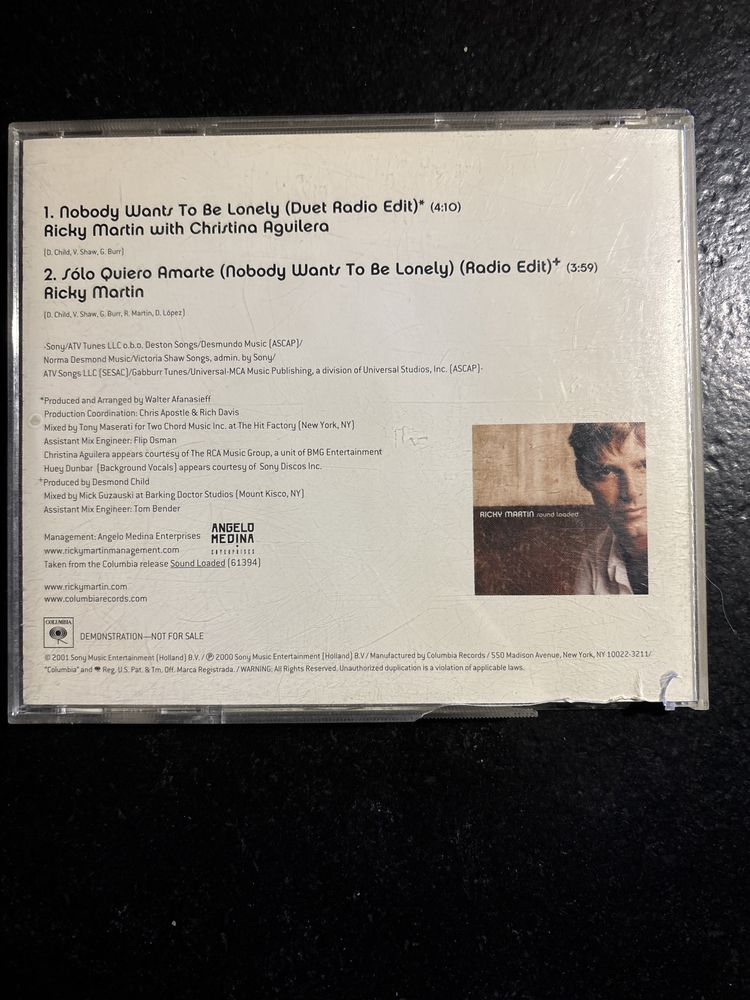 1. Nobody Wants To Be Lonely (Duet Radio Edit)* (4:10)
Ricky Martin with Christina Aguilera
(D. Child, V. Shaw, G. Burr)
2. Sólo Quiero Amarte (Nobody Wants To Be Lonely) (Radio Edit)+ (3:59)
Ricky Martin
(D. Child, V. Shaw, G. Burr, R. Martin, D. López)
·Sony/ATV Tunes LLC o.b.o. Deston Songs/Desmundo Music (ASCAP)/
Norma Desmond Music/Victoria Shaw Songs, admin. by Sony/
ATV Songs LLC (SESAC)/Gabburr Tunes/Universal-MCA Music Publishing, a division of Universal Studios, Inc. (ASCAP)·
*Produced and Arranged by Walter Afanasieff
Production Coordination: Chris Apostle & Rich Davis
Mixed by Tony Maserati for Two Chord Music Inc. at The Hit Factory (New York, NY)
Assistant Mix Engineer: Flip Osman
Christina Aguilera appears courtesy of The RCA Music Group, a unit of BMG Entertainment
Huey Dunbar (Background Vocals) appears courtesy of Sony Discos Inc.
+Produced by Desmond Child
Mixed by Mick Guzauski at Barking Doctor Studios (Mount Kisco, NY)
Assistant Mix Engineer: Tom Bender
RICKY MARTIN sound loaded
Management: Angelo Medina Enterprises
www.rickymartinmanagement.com
ANGELO
MEDINA
ENTERPRISES
Taken from the Columbia release Sound Loaded (61394)
www.rickymartin.com
www.columbiarecords.com
COLUMBIA
DEMONSTRATION—NOT FOR SALE
© 2001 Sony Music Entertainment (Holland) B.V. / ℗ 2000 Sony Music Entertainment (Holland) B.V./ Manufactured by Columbia Records / 550 Madison Avenue, New York, NY 10022-3211/
"Columbia" and Reg. U.S. Pat. & Tm. Off. Marca Registrada. / WARNING: All Rights Reserved. Unauthorized duplication is a violation of applicable laws.